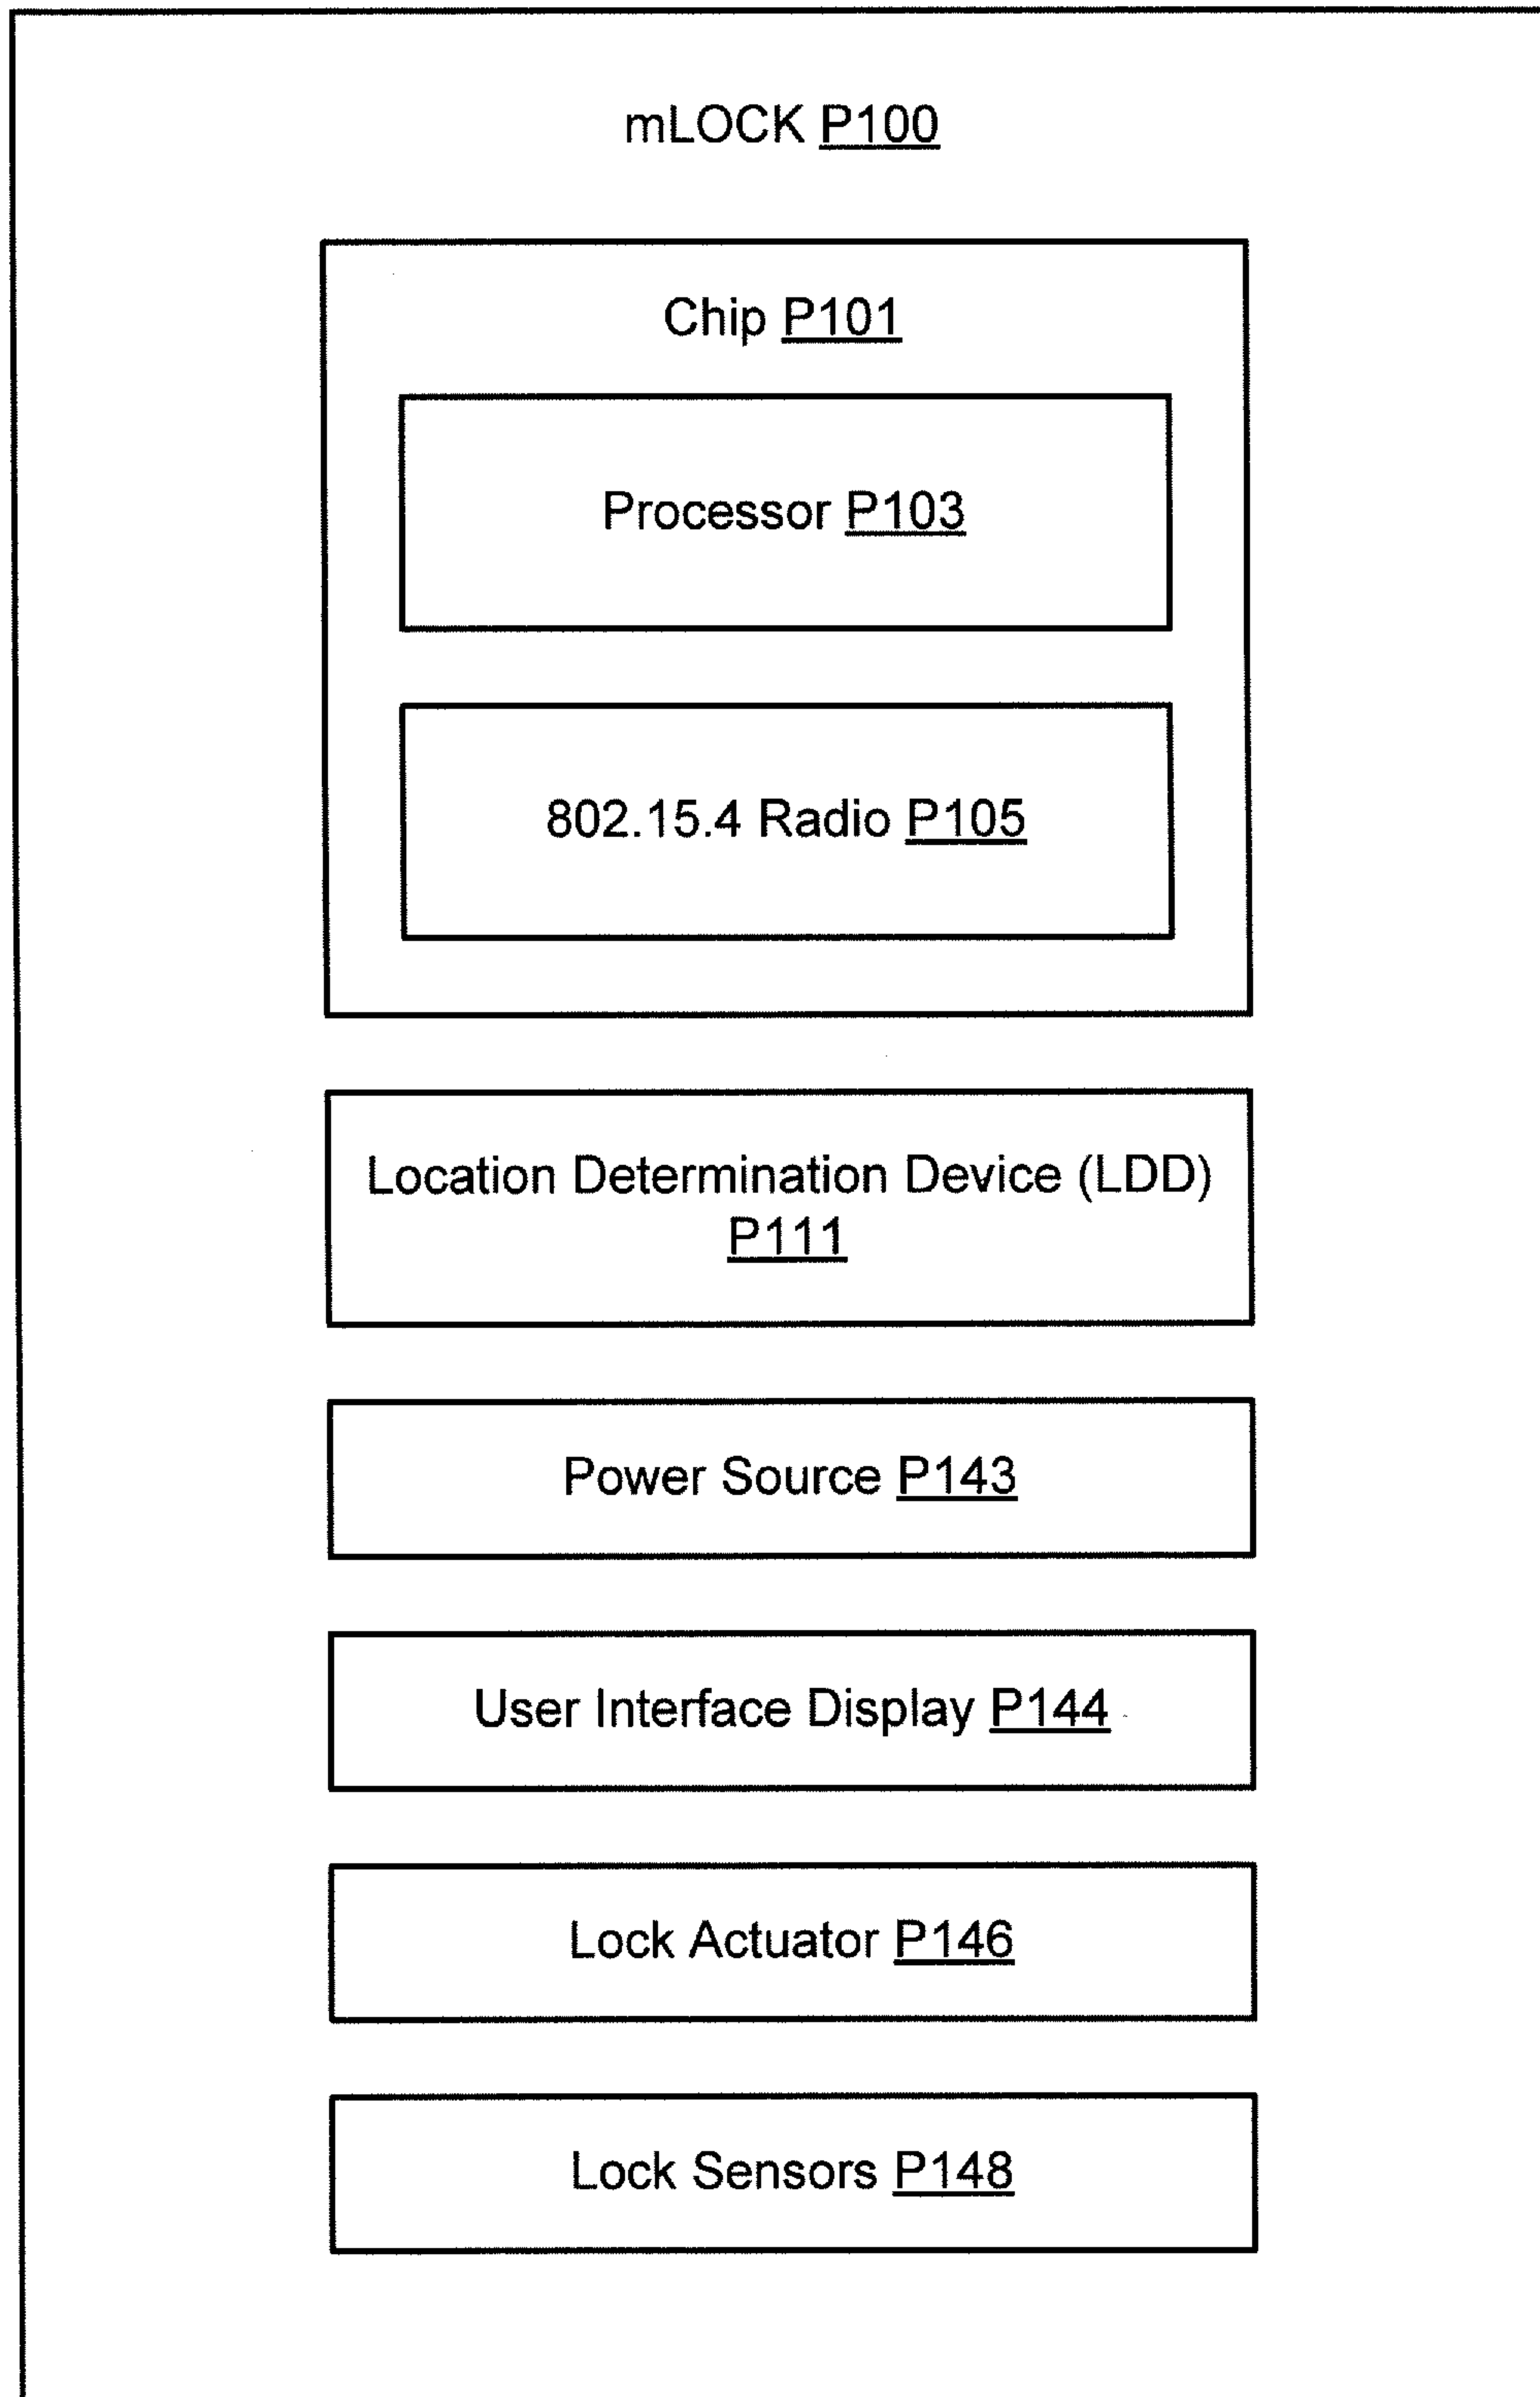 mLOCK P100
Chip P101
Processor P103
802.15.4 Radio P105
Location Determination Device (LDD)
P111
Power Source P143
User Interface Display P144
Lock Actuator P146
Lock Sensors P148